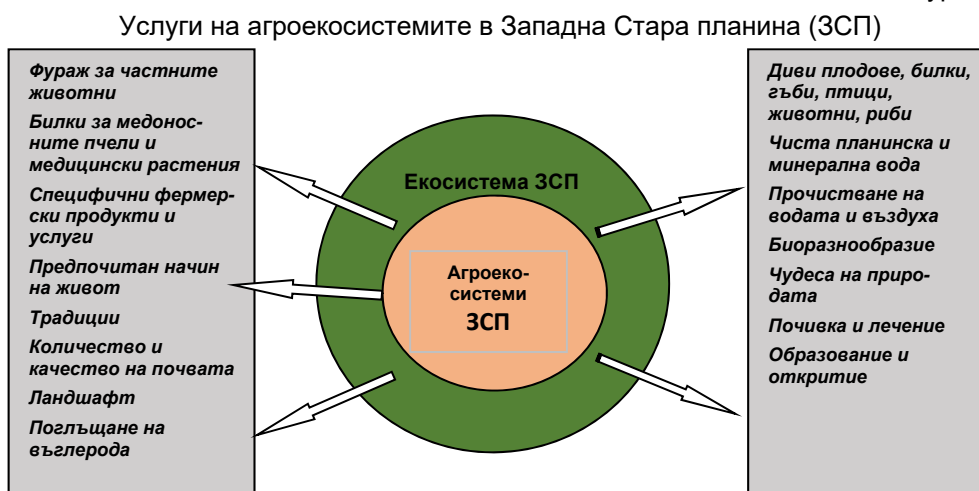 Услуги на агроекосистемите в Западна Стара планина (ЗСП)
Фураж за частните
животни
Билки за медонос-
ните пчели и
медицински растения
Специфични фермер-
ски продукти и
услуги
Предпочитан начин
на живот
Традиции
Количество и
качество на почвата
Ландшафт
Поглъщане на
въглерода
Екосистема ЗСП
Агроеко-
системи
ЗСП
Диви плодове, билки,
гъби, птици,
животни, риби
Чиста планинска и
минерална вода
Прочистване на
водата и въздуха
Биоразнообразие
Чудеса на приро-
дата
Почивка и лечение
Образование и
откритие